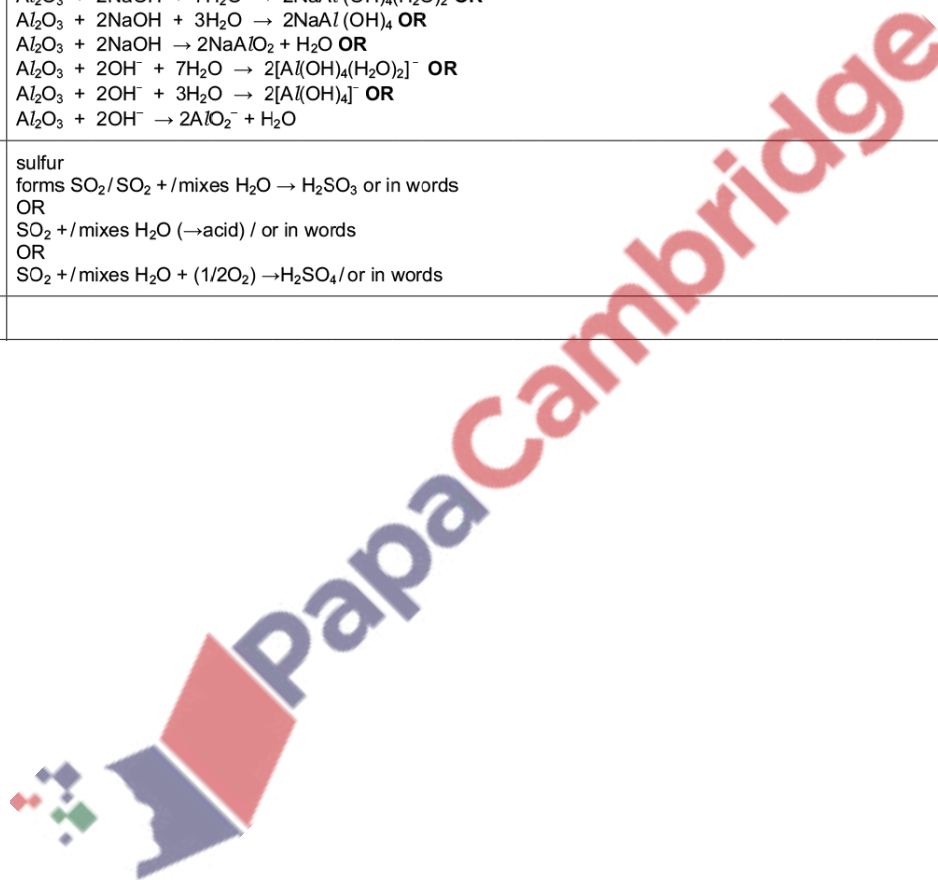 Al₂O₃ + 2NaOH + 3H₂O → 2NaAl (OH)₄ OR
Al₂O₃ + 2NaOH → 2NaAlO₂ + H₂O OR
Al₂O₃ + 2OH⁻ + 7H₂O → 2[Al(OH)₄(H₂O)₂]⁻ OR
Al₂O₃ + 2OH⁻ + 3H₂O → 2[Al(OH)₄]⁻ OR
Al₂O₃ + 2OH⁻ → 2AlO₂⁻ + H₂O
sulfur
forms SO₂/ SO₂ + /mixes H₂O → H₂SO₃ or in words
OR
SO₂ +/mixes H₂O (→acid) / or in words
OR
SO₂ +/mixes H₂O + (1/2O₂) →H₂SO₄/or in words
PapaCambridge